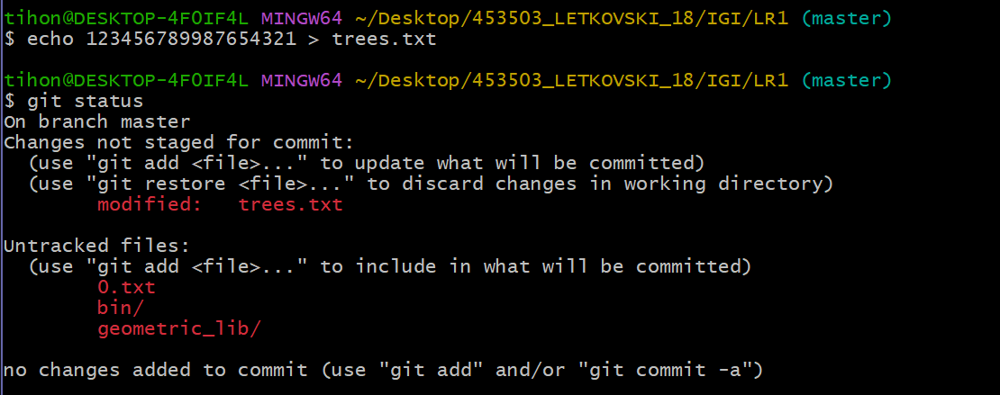 tihon@DESKTOP-4F0IF4L MINGW64 ~/Desktop/453503_LETKOVSKI_18/IGI/LR1 (master)
$ echo 123456789987654321 > trees.txt
tihon@DESKTOP-4F0IF4L MINGW64 ~/Desktop/453503_LETKOVSKI_18/IGI/LR1 (master)
$ git status
On branch master
Changes not staged for commit:
  (use "git add <file>..." to update what will be committed)
  (use "git restore <file>..." to discard changes in working directory)
        modified:   trees.txt
Untracked files:
  (use "git add <file>..." to include in what will be committed)
        0.txt
        bin/
        geometric_lib/
no changes added to commit (use "git add" and/or "git commit -a")